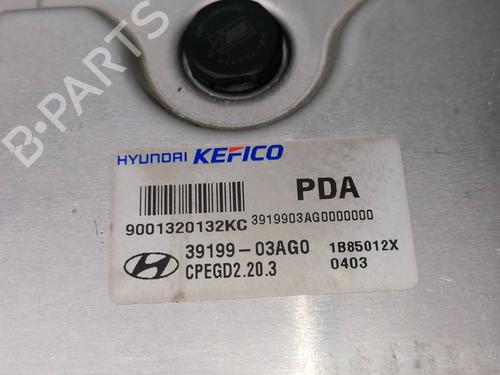 B-PARTS
HYUNDAI KEFICO
PDA
9001320132KC 3919903AG0000000
39199-03AG0 1B85012X
CPEGD2.20.3 0403